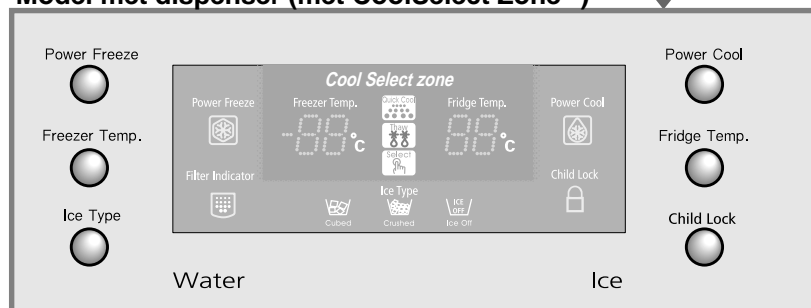 Model met dispenser (met CoolSelect Zone™)
Power Freeze
Power Cool
Cool Select zone
Power Freeze
Freezer Temp.
Quick Cool
Fridge Temp.
Power Cool
-88°c
Thaw
88°c
Freezer Temp.
Fridge Temp.
Select
Filter Indicator
Child Lock
Ice Type
Ice Type
Child Lock
ICE
OFF
Cubed
Crushed
Ice Off
Water
Ice